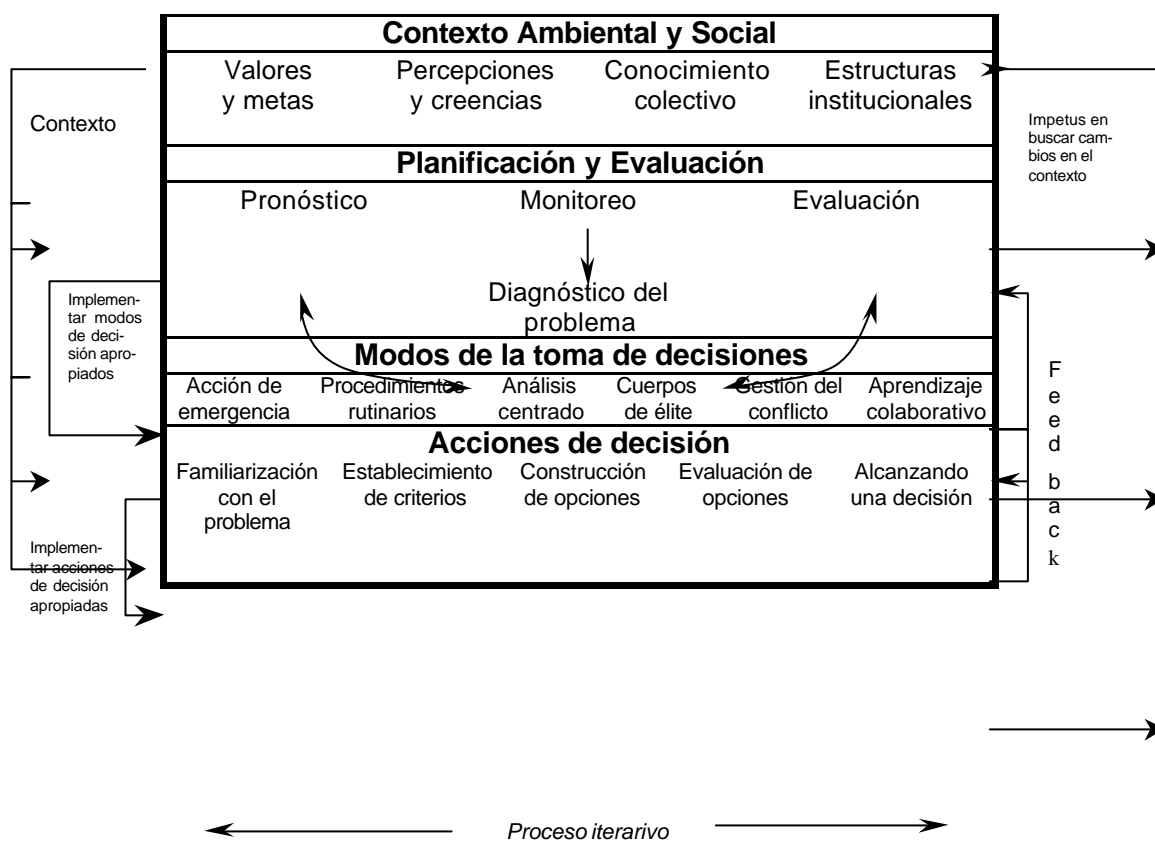 Contexto Ambiental y Social
Valores Percepciones Conocimiento Estructuras
y metas y creencias colectivo institucionales
Contexto
Impetus en
buscar cam-
bios en el
contexto
Planificación y Evaluación
Pronóstico Monitoreo Evaluación
Diagnóstico del
problema
Implemen-
tar modos
de deci-
sión apro-
piados
Modos de la toma de decisiones
Acción de Procedimientos Análisis Cuerpos Gestión del Aprendizaje
emergencia rutinarios centrado de élite conflicto colaborativo
Feed back
Acciones de decisión
Familiarización Establecimiento Construcción Evaluación de Alcanzando
con el de criterios de opciones opciones una decisión
problema
Implemen-
tar acciones
de decisión
apropiadas
Proceso iterarivo